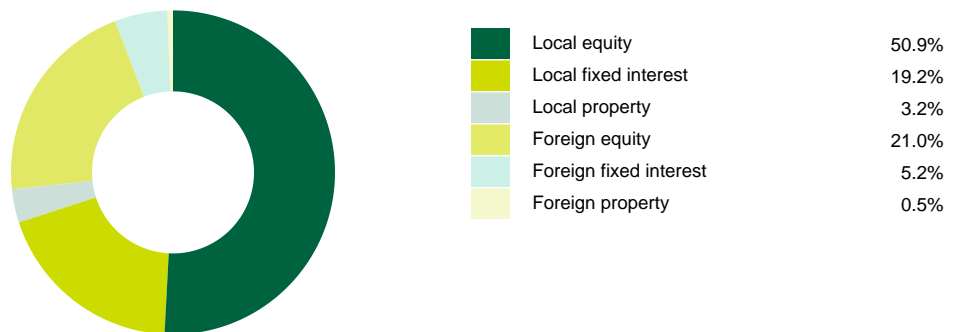 Local equity 50.9%
Local fixed interest 19.2%
Local property 3.2%
Foreign equity 21.0%
Foreign fixed interest 5.2%
Foreign property 0.5%